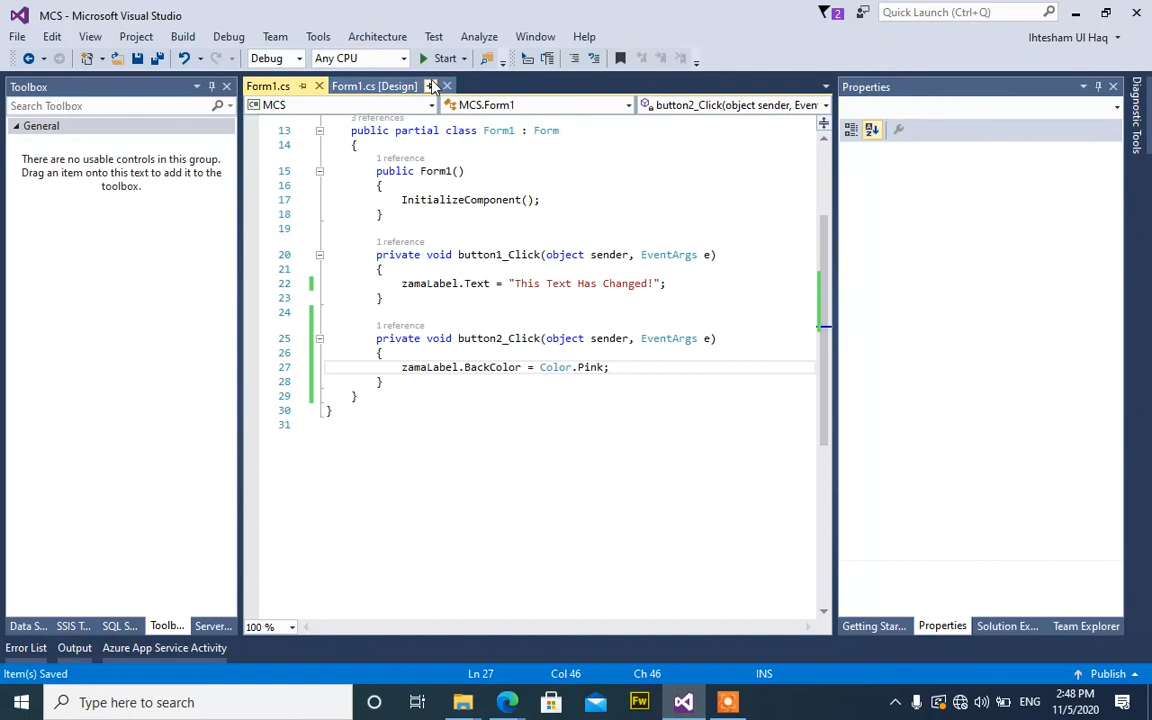 MCS - Microsoft Visual Studio
2
Quick Launch (Ctrl+Q)
File Edit View Project Build Debug Team Tools Architecture Test Analyze Window Help
Ihtesham Ul Haq
Debug Any CPU Start
Toolbox
Form1.cs Form1.cs [Design]
Properties
Search Toolbox
MCS MCS.Form1 button2_Click(object sender, Even
General
There are no usable controls in this group.
Drag an item onto this text to add it to the
toolbox.
3 references
13 public partial class Form1 : Form
14 {
1 reference
15 public Form1()
16 {
17 InitializeComponent();
18 }
19
1 reference
20 private void button1_Click(object sender, EventArgs e)
21 {
22 zamaLabel.Text = "This Text Has Changed!";
23 }
24
1 reference
25 private void button2_Click(object sender, EventArgs e)
26 {
27 zamaLabel.BackColor = Color.Pink;
28 }
29 }
30 }
31
Diagnostic Tools
100 %
Data S... SSIS T... SQL S... Toolb... Server...
Getting Star... Properties Solution Ex... Team Explorer
Error List Output Azure App Service Activity
Item(s) Saved Ln 27 Col 46 Ch 46 INS Publish
Type here to search
Fw
ENG
2:48 PM
11/5/2020